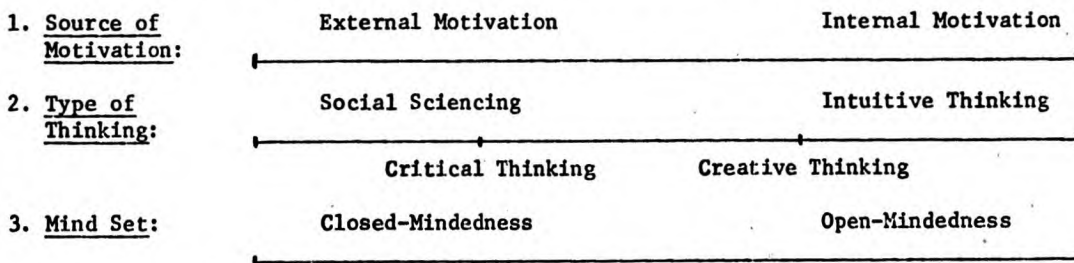 1. Source of External Motivation Internal Motivation
Motivation:
2. Type of Social Sciencing Intuitive Thinking
Thinking:
Critical Thinking Creative Thinking
3. Mind Set: Closed-Mindedness Open-Mindedness